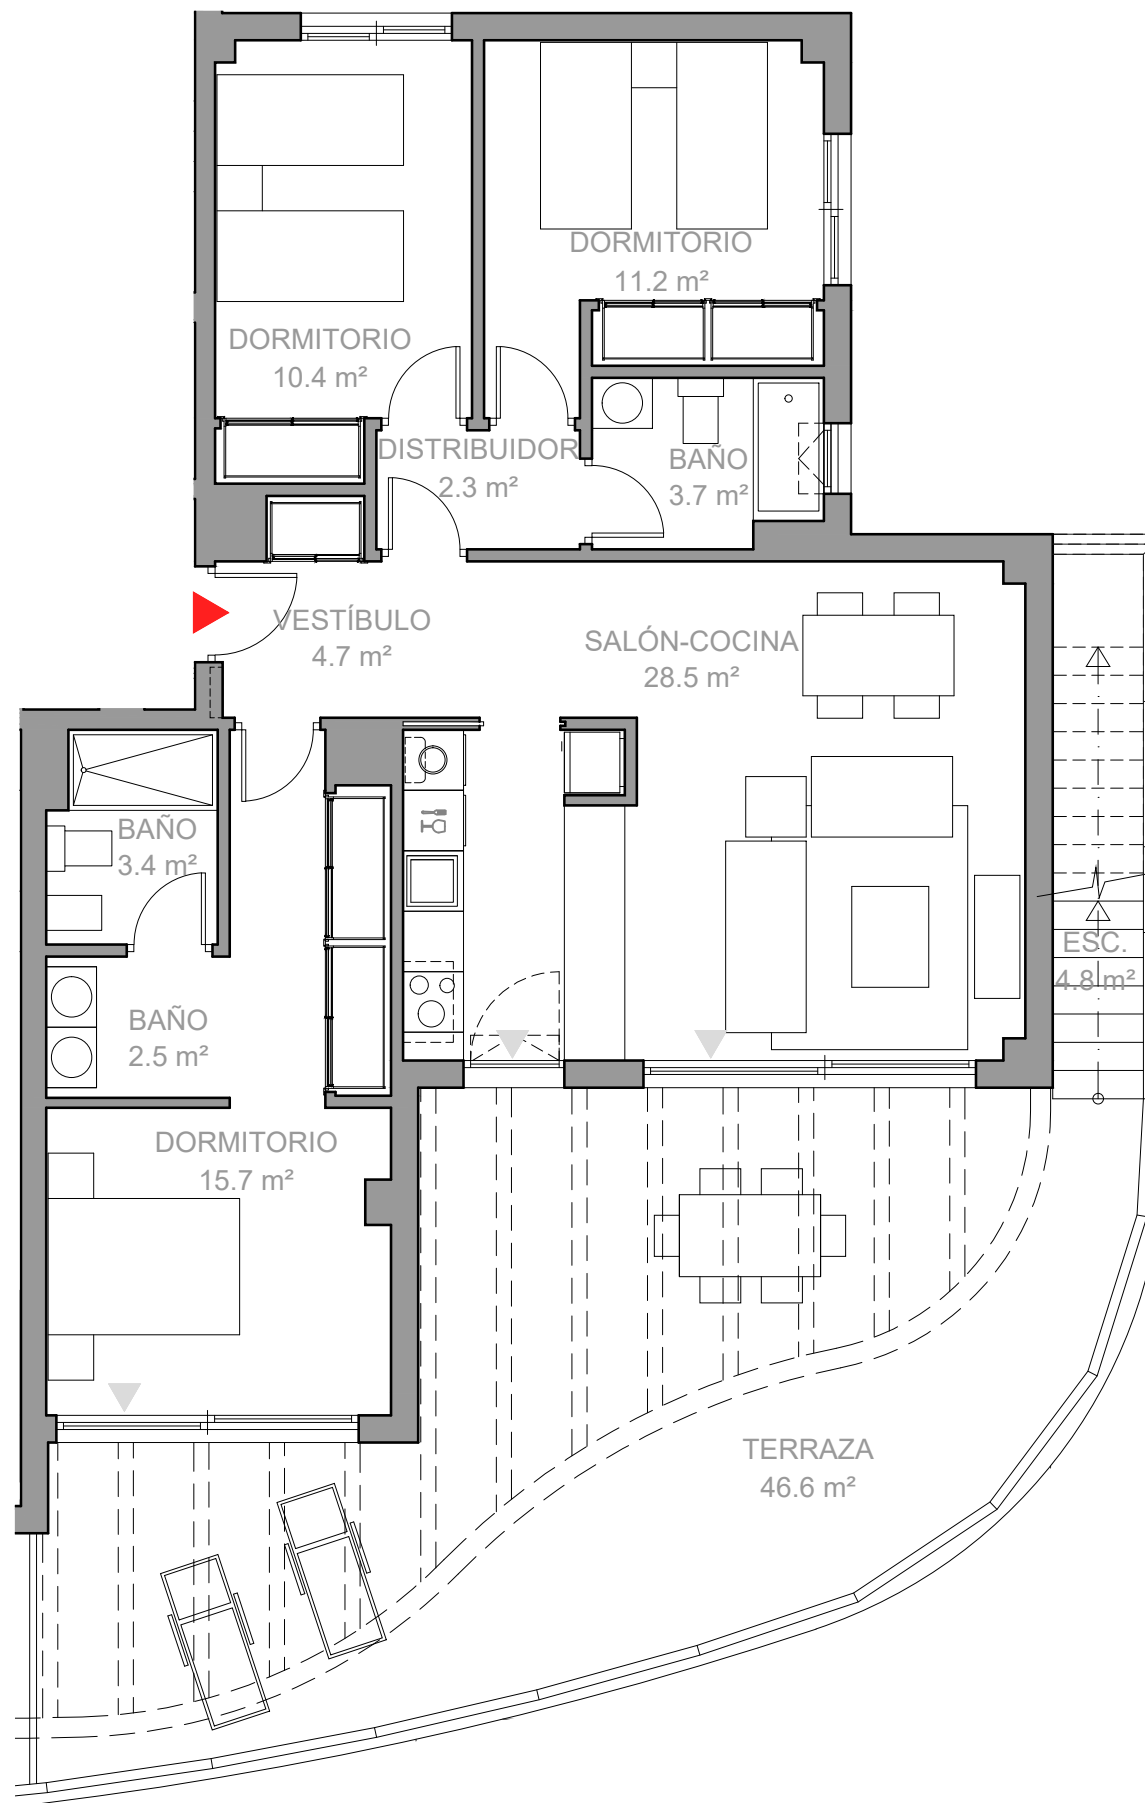 DORMITORIO
11.2 m²
DORMITORIO
10.4 m²
DISTRIBUIDOR
2.3 m²
BAÑO
3.7 m²
VESTÍBULO
4.7 m²
SALÓN-COCINA
28.5 m²
BAÑO
3.4 m²
ESC.
4.8 m²
BAÑO
2.5 m²
DORMITORIO
15.7 m²
TERRAZA
46.6 m²